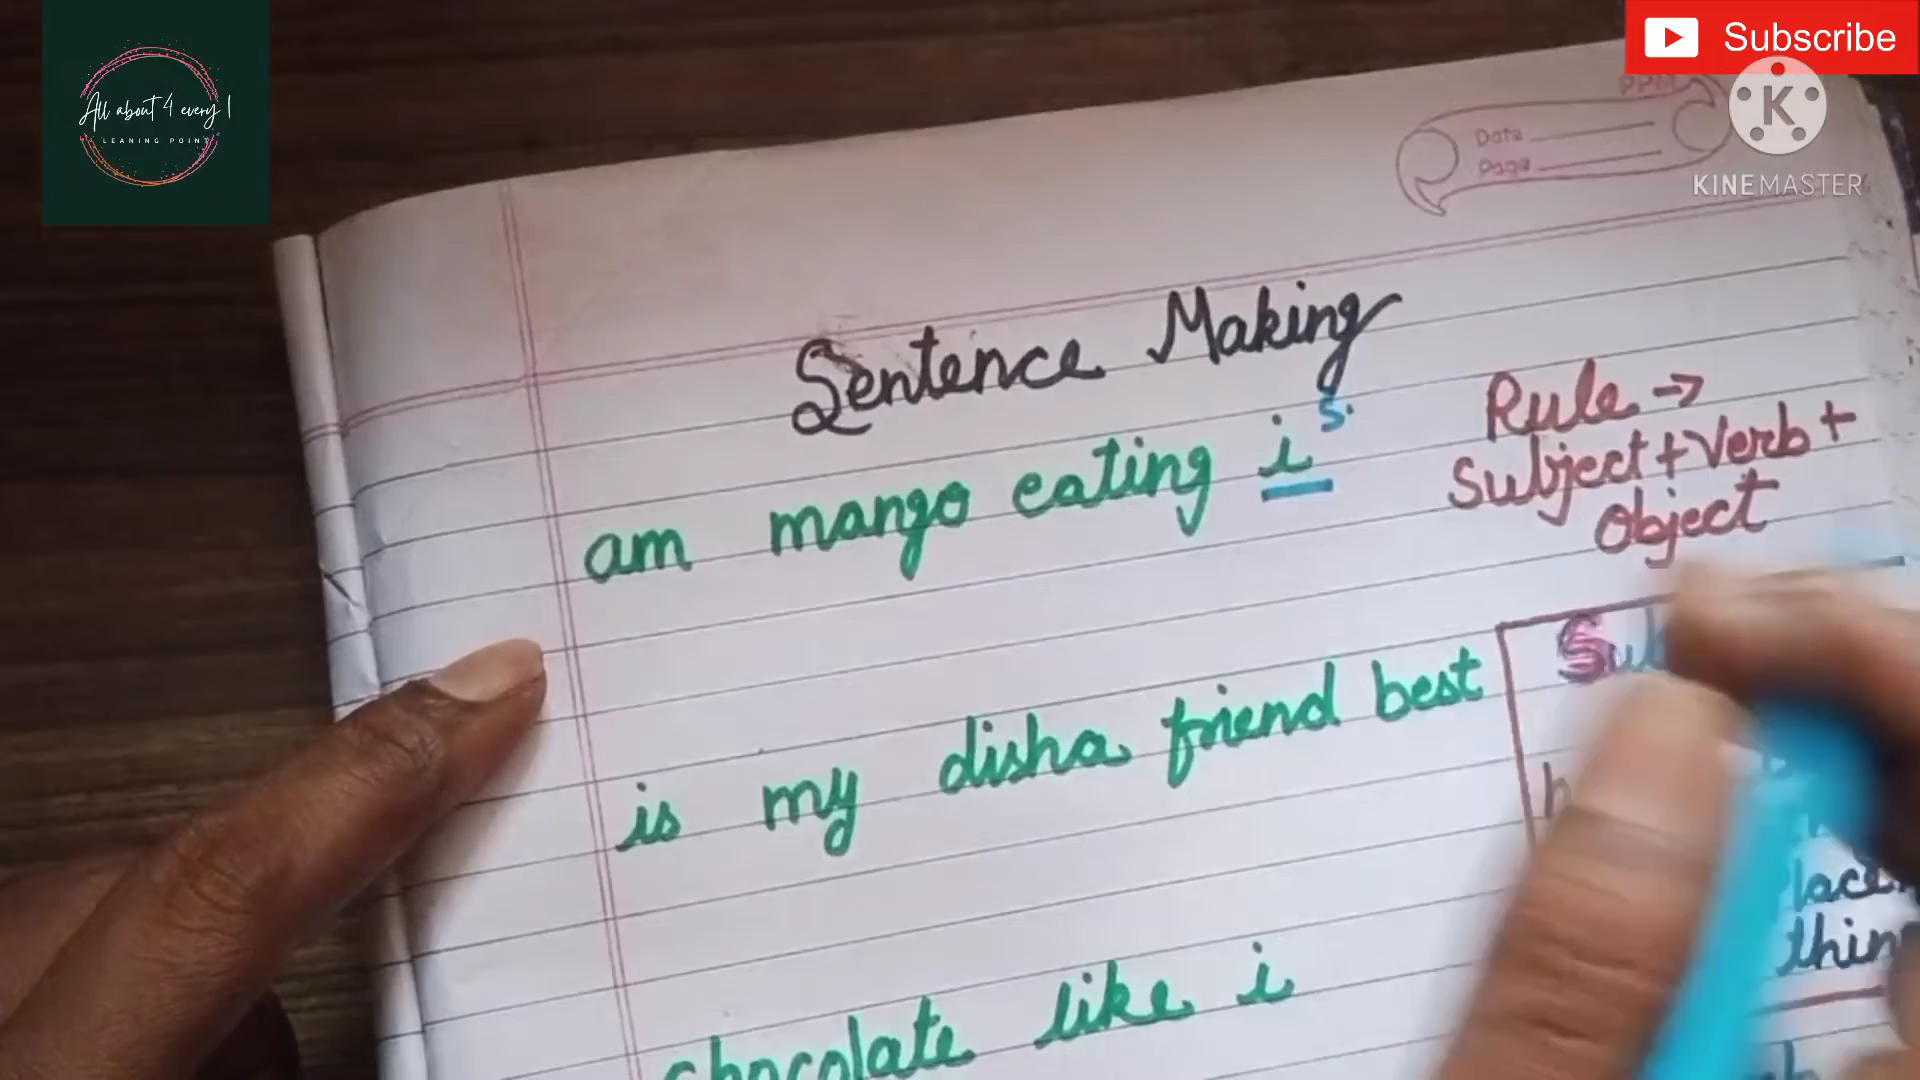 All about 4 every 1
LEANING POINT
Subscribe
K
KINEMASTER
Data
Page
Sentence Making
s.
am mango eating i
Rule →
Subject + Verb +
Object
is my disha friend best
chocolate like i